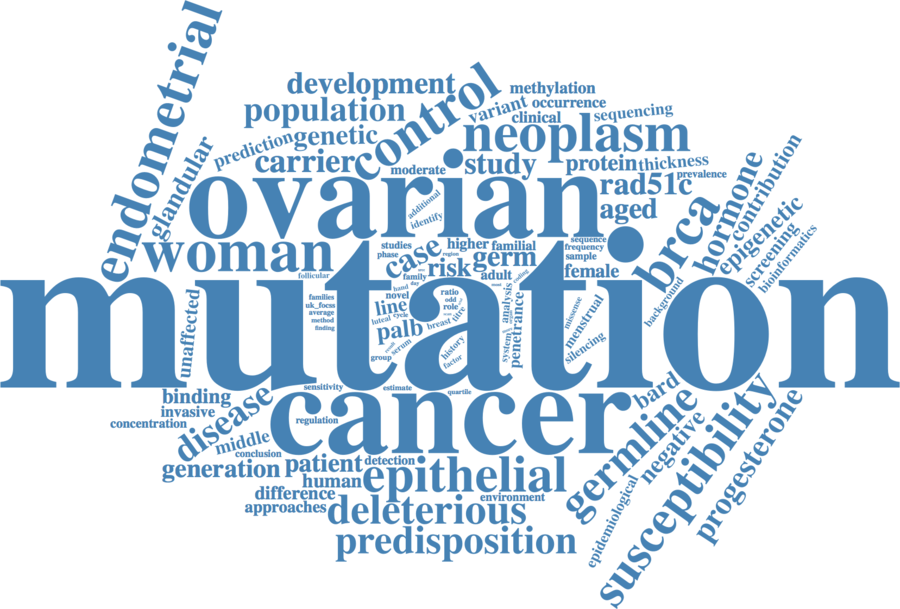 endometrial
glandular
development
population
prediction
genetic
carrier
control
methylation
variant
occurrence
clinical
sequencing
neoplasm
moderate
study
protein
thickness
prevalence
ovarian
additional
identify
rad51c
aged
woman
brca
hormone
contribution
epigenetic
screening
bioinformatics
background
studies
phase
case
higher
region
familial
risk
germ
adult
family
day
sequence
frequency
sample
female
follicular
mutation
unaffected
families
uk_focus
average
method
finding
hand
novel
line
cycle
luteal
palb
breast
titre
ratio
odd
role
serum
group
history
factor
analysis
system
penetrance
missense
menstrual
silencing
cancer
sensitivity
estimate
quartile
regulation
binding
invasive
concentration
disease
middle
conclusion
generation
patient
detection
human
epithelial
difference
environment
approaches
deleterious
predisposition
bard
germline
negative
epidemiological
susceptibility
progesterone